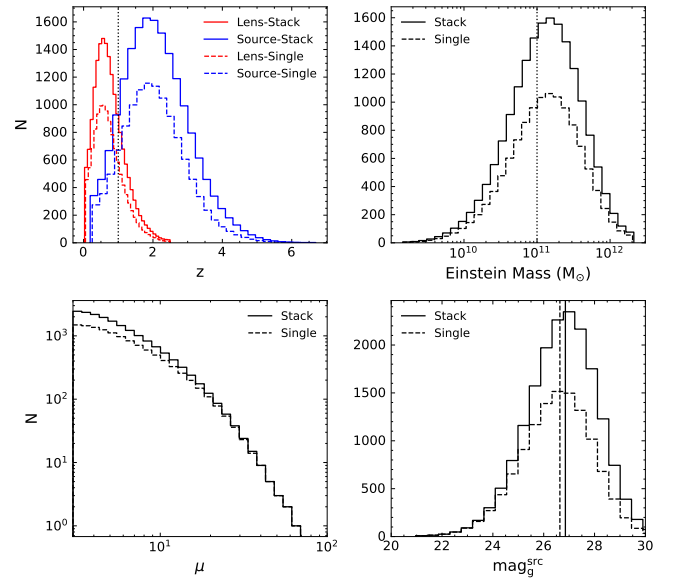 1600
1400
1200
1000
800
600
400
200
0
N
0
2
4
6
z
Lens-Stack
Source-Stack
Lens-Single
Source-Single
1600
1400
1200
1000
800
600
400
200
0
10^10
10^11
10^12
Einstein Mass (M_⊙)
Stack
Single
10^3
10^2
10^1
10^0
N
10^1
10^2
μ
Stack
Single
2000
1500
1000
500
0
20
22
24
26
28
30
mag_g^src
Stack
Single